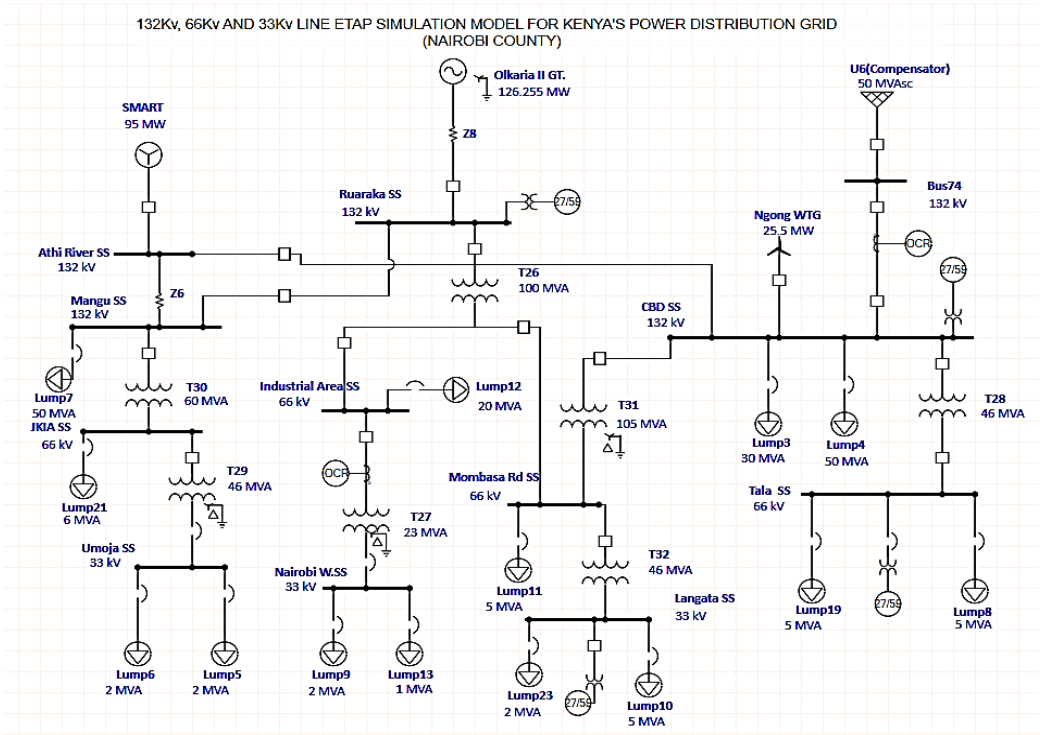 132Kv, 66Kv AND 33Kv LINE ETAP SIMULATION MODEL FOR KENYA'S POWER DISTRIBUTION GRID
(NAIROBI COUNTY)
Olkaria II GT.
126.255 MW
U6(Compensator)
50 MVAsc
SMART
95 MW
Z8
Ruaraka SS
132 kV
27/59
Bus74
132 kV
Ngong WTG
25.5 MW
OCR
Athi River SS
132 kV
27/59
T26
100 MVA
Z6
Mangu SS
132 kV
CBD SS
132 kV
T30
60 MVA
Industrial Area SS
66 kV
Lump12
20 MVA
T31
105 MVA
T28
46 MVA
Lump7
50 MVA
JKIA SS
66 kV
Lump3
30 MVA
Lump4
50 MVA
T29
46 MVA
OCR
Mombasa Rd SS
66 kV
Tala SS
66 kV
Lump21
6 MVA
T27
23 MVA
Umoja SS
33 kV
T32
46 MVA
Nairobi W.SS
33 kV
Lump11
5 MVA
Langata SS
33 kV
Lump19
5 MVA
27/59
Lump8
5 MVA
Lump6
2 MVA
Lump5
2 MVA
Lump9
2 MVA
Lump13
1 MVA
Lump23
2 MVA
27/59
Lump10
5 MVA